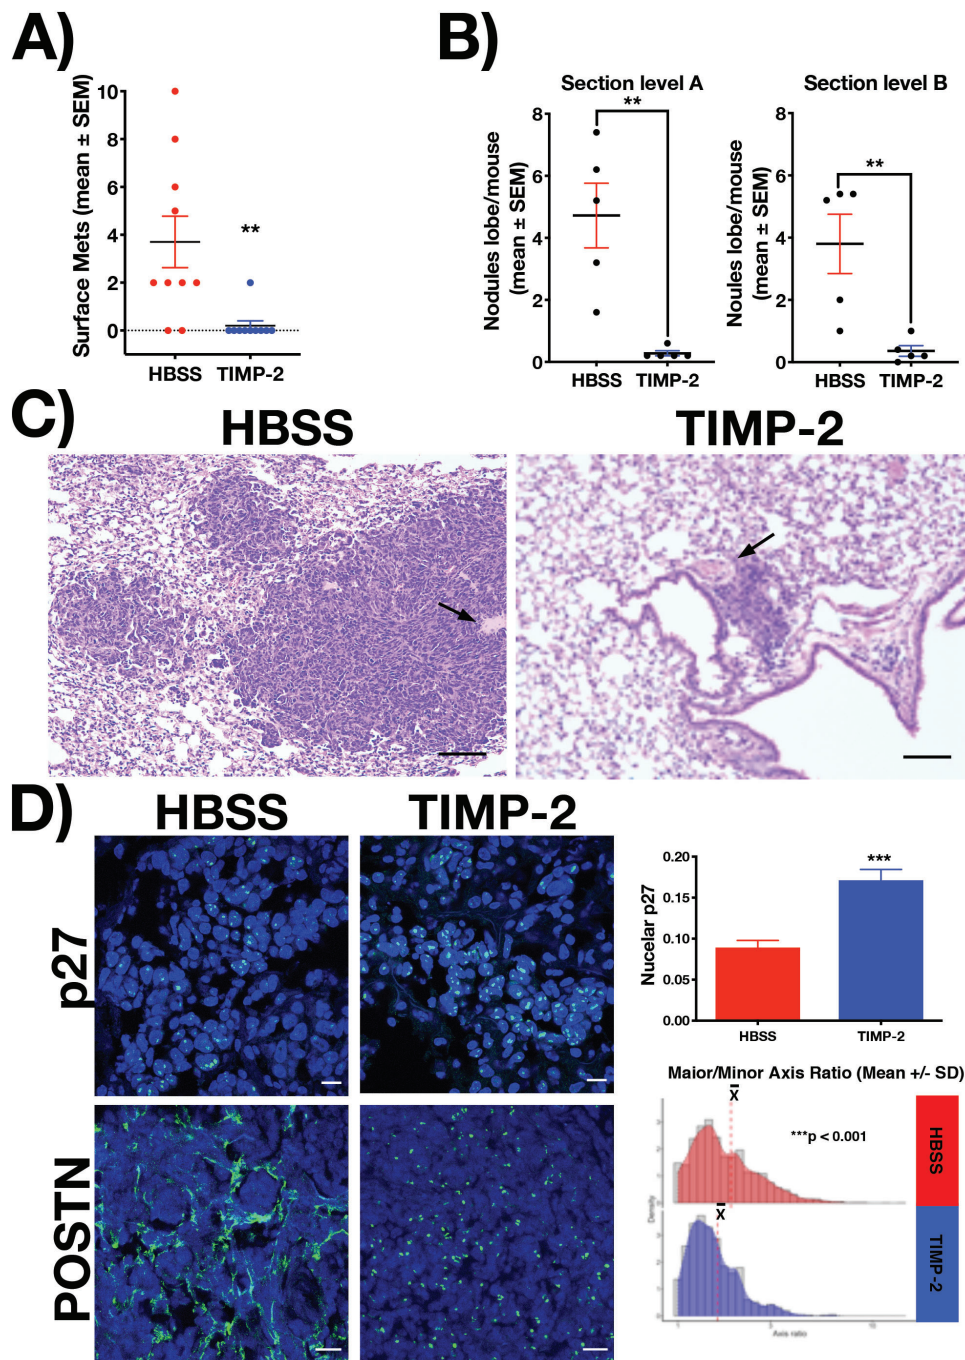 A)
Surface Mets (mean ± SEM)
10
8
6
4
2
0
**
HBSS
TIMP-2
B)
Section level A
Nodules lobe/mouse
(mean ± SEM)
8
6
4
2
0
**
HBSS
TIMP-2
Section level B
Noules lobe/mouse
(mean ± SEM)
8
6
4
2
0
**
HBSS
TIMP-2
C)
HBSS
TIMP-2
D)
HBSS
TIMP-2
p27
POSTN
Nucelar p27
0.20
0.15
0.10
0.05
0.00
***
HBSS
TIMP-2
Maior/Minor Axis Ratio (Mean +/- SD)
x̄
***p < 0.001
HBSS
x̄
TIMP-2
Density
Axis ratio